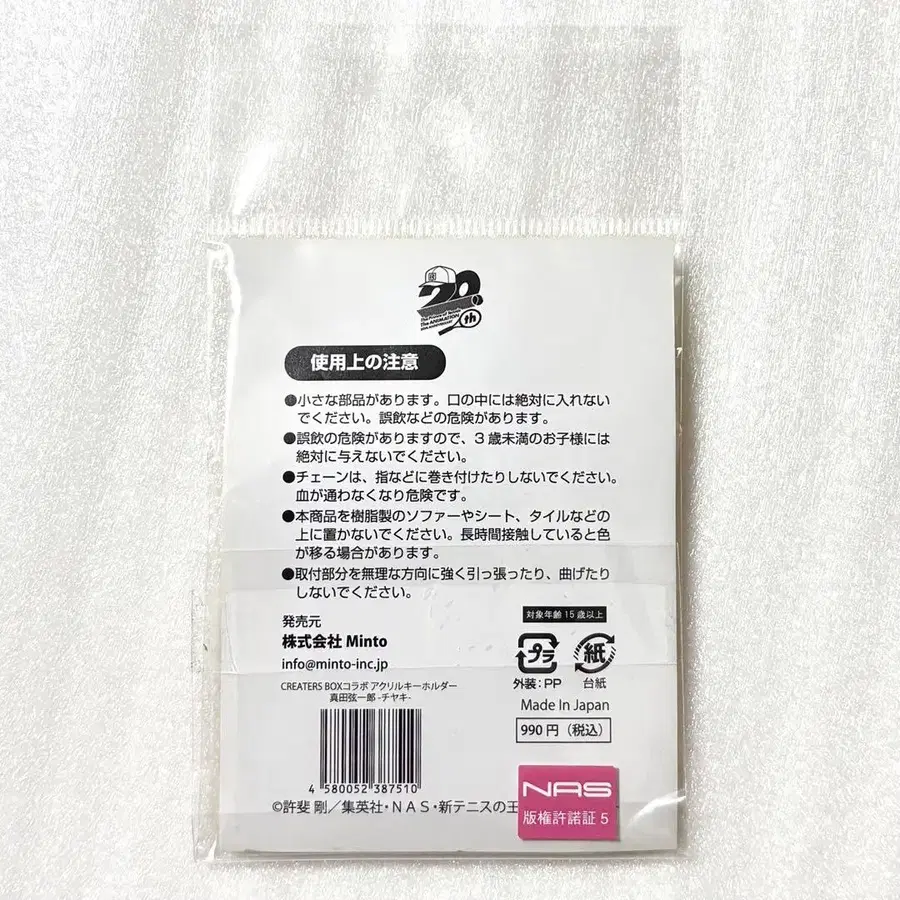 20th
The Prince of Tennis
The ANIMATION
20th ANNIVERSARY
使用上の注意
●小さな部品があります。口の中には絶対に入れない
でください。誤飲などの危険があります。
●誤飲の危険がありますので、3歳未満のお子様には
絶対に与えないでください。
●チェーンは、指などに巻き付けたりしないでください。
血が通わなくなり危険です。
●本商品を樹脂製のソファーやシート、タイルなどの
上に置かないでください。長時間接触していると色
が移る場合があります。
●取付部分を無理な方向に強く引っ張ったり、曲げたり
しないでください。
発売元
株式会社 Minto
info@minto-inc.jp
CREATERS BOXコラボ アクリルキーホルダー
真田弦一郎 -チヤキ-
4 580052 387510
対象年齢15歳以上
プラ
紙
外装：PP
台紙
Made In Japan
990円（税込）
©許斐 剛／集英社・NAS・新テニスの王
NAS
版権許諾証 5